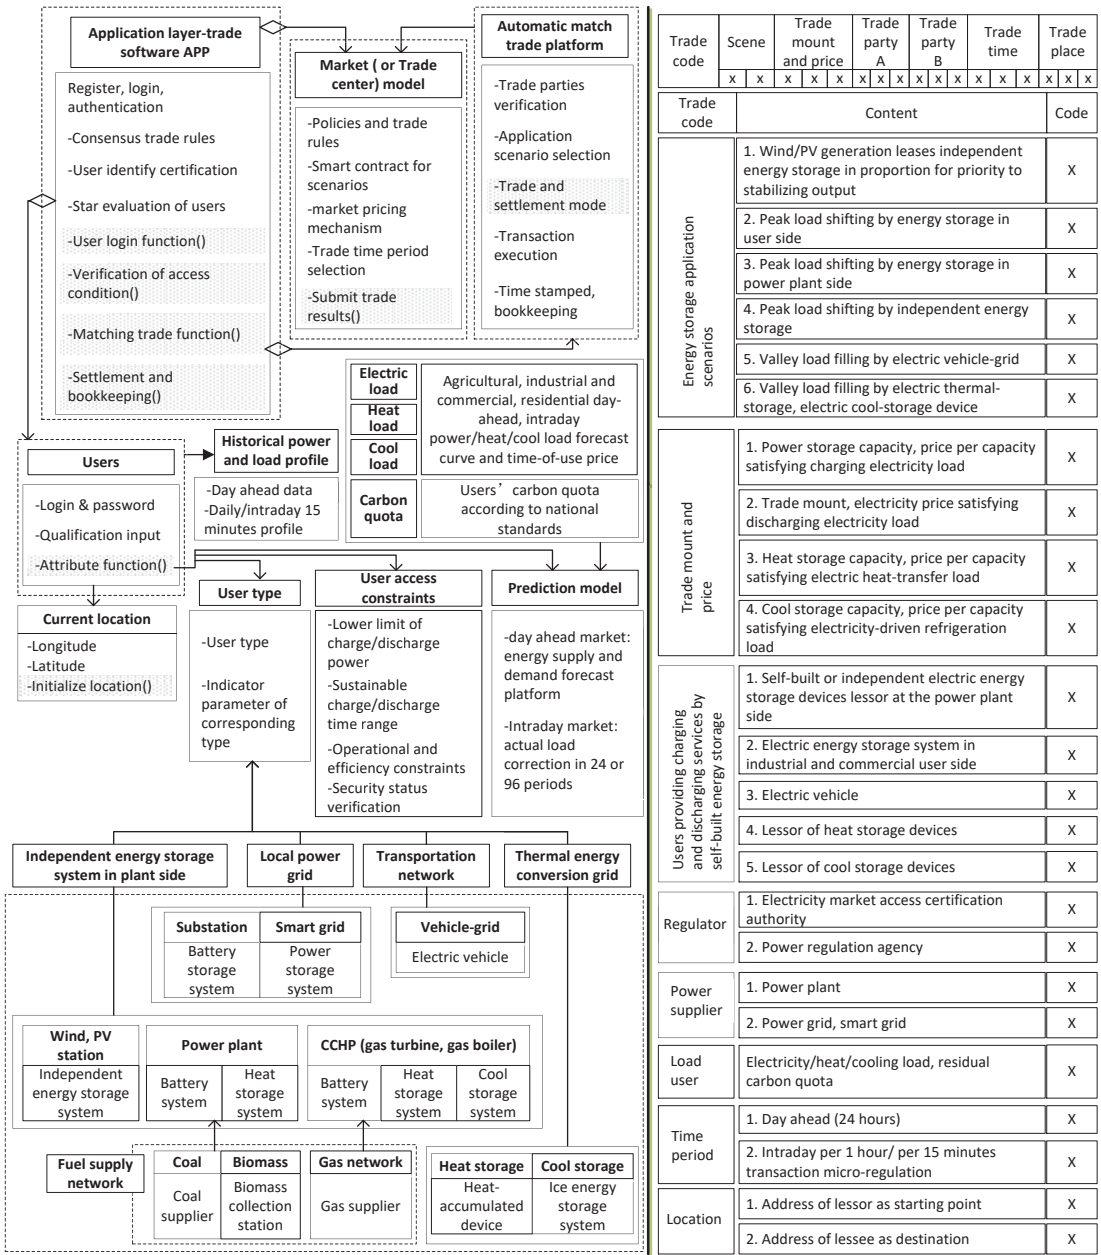 Application layer-trade
software APP
Register, login,
authentication
-Consensus trade rules
-User identify certification
-Star evaluation of users
-User login function()
-Verification of access
condition()
-Matching trade function()
-Settlement and
bookkeeping()
Market ( or Trade
center) model
-Policies and trade
rules
-Smart contract for
scenarios
-market pricing
mechanism
-Trade time period
selection
-Submit trade
results()
Automatic match
trade platform
-Trade parties
verification
-Application
scenario selection
-Trade and
settlement mode
-Transaction
execution
-Time stamped,
bookkeeping
Electric
load
Heat
load
Cool
load
Agricultural, industrial and
commercial, residential day-
ahead, intraday
power/heat/cool load forecast
curve and time-of-use price
Carbon
quota
Users’ carbon quota
according to national
standards
Users
-Login & password
-Qualification input
-Attribute function()
Historical power
and load profile
-Day ahead data
-Daily/intraday 15
minutes profile
Current location
-Longitude
-Latitude
-Initialize location()
User type
-User type
-Indicator
parameter of
corresponding
type
User access
constraints
-Lower limit of
charge/discharge
power
-Sustainable
charge/discharge
time range
-Operational and
efficiency constraints
-Security status
verification
Prediction model
-day ahead market:
energy supply and
demand forecast
platform
-Intraday market:
actual load
correction in 24 or
96 periods
Independent energy storage
system in plant side
Local power
grid
Transportation
network
Thermal energy
conversion grid
Substation
Battery
storage
system
Smart grid
Power
storage
system
Vehicle-grid
Electric vehicle
Wind, PV
station
Independent
energy storage
system
Power plant
Battery
system
Heat
storage
system
CCHP (gas turbine, gas boiler)
Battery
system
Heat
storage
system
Cool
storage
system
Fuel supply
network
Coal
Coal
supplier
Biomass
Biomass
collection
station
Gas network
Gas supplier
Heat storage
Heat-
accumulated
device
Cool storage
Ice energy
storage
system
Trade
code
Scene
Trade
mount
and price
Trade
party
A
Trade
party
B
Trade
time
Trade
place
x x x x x x x x x x x x x x x x
Trade
code
Content
Code
Energy storage application
scenarios
1. Wind/PV generation leases independent
energy storage in proportion for priority to
stabilizing output
X
2. Peak load shifting by energy storage in
user side
X
3. Peak load shifting by energy storage in
power plant side
X
4. Peak load shifting by independent energy
storage
X
5. Valley load filling by electric vehicle-grid
X
6. Valley load filling by electric thermal-
storage, electric cool-storage device
X
Trade mount and
price
1. Power storage capacity, price per capacity
satisfying charging electricity load
X
2. Trade mount, electricity price satisfying
discharging electricity load
X
3. Heat storage capacity, price per capacity
satisfying electric heat-transfer load
X
4. Cool storage capacity, price per capacity
satisfying electricity-driven refrigeration
load
X
Users providing charging
and discharging services by
self-built energy storage
1. Self-built or independent electric energy
storage devices lessor at the power plant
side
X
2. Electric energy storage system in
industrial and commercial user side
X
3. Electric vehicle
X
4. Lessor of heat storage devices
X
5. Lessor of cool storage devices
X
Regulator
1. Electricity market access certification
authority
X
2. Power regulation agency
X
Power
supplier
1. Power plant
X
2. Power grid, smart grid
X
Load
user
Electricity/heat/cooling load, residual
carbon quota
X
Time
period
1. Day ahead (24 hours)
X
2. Intraday per 1 hour/ per 15 minutes
transaction micro-regulation
X
Location
1. Address of lessor as starting point
X
2. Address of lessee as destination
X